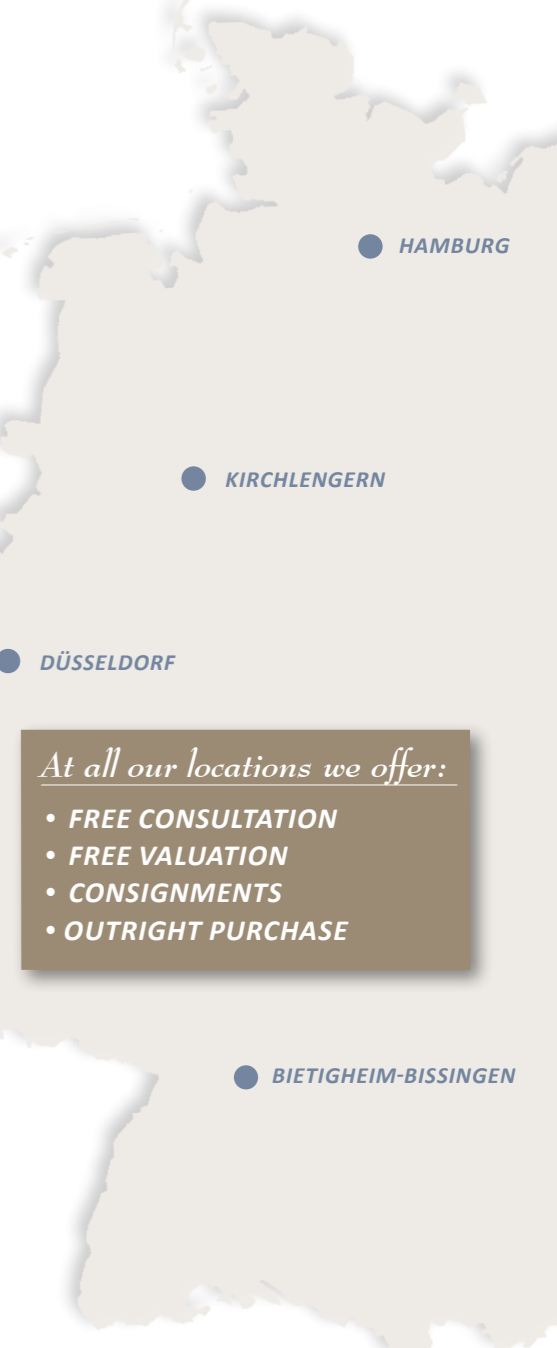 HAMBURG
KIRCHLENGERN
DÜSSELDORF
At all our locations we offer:
• FREE CONSULTATION
• FREE VALUATION
• CONSIGNMENTS
• OUTRIGHT PURCHASE
BIETIGHEIM-BISSINGEN